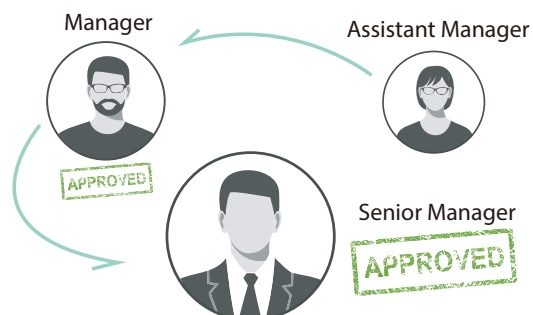 Manager
Assistant Manager
APPROVED
Senior Manager
APPROVED